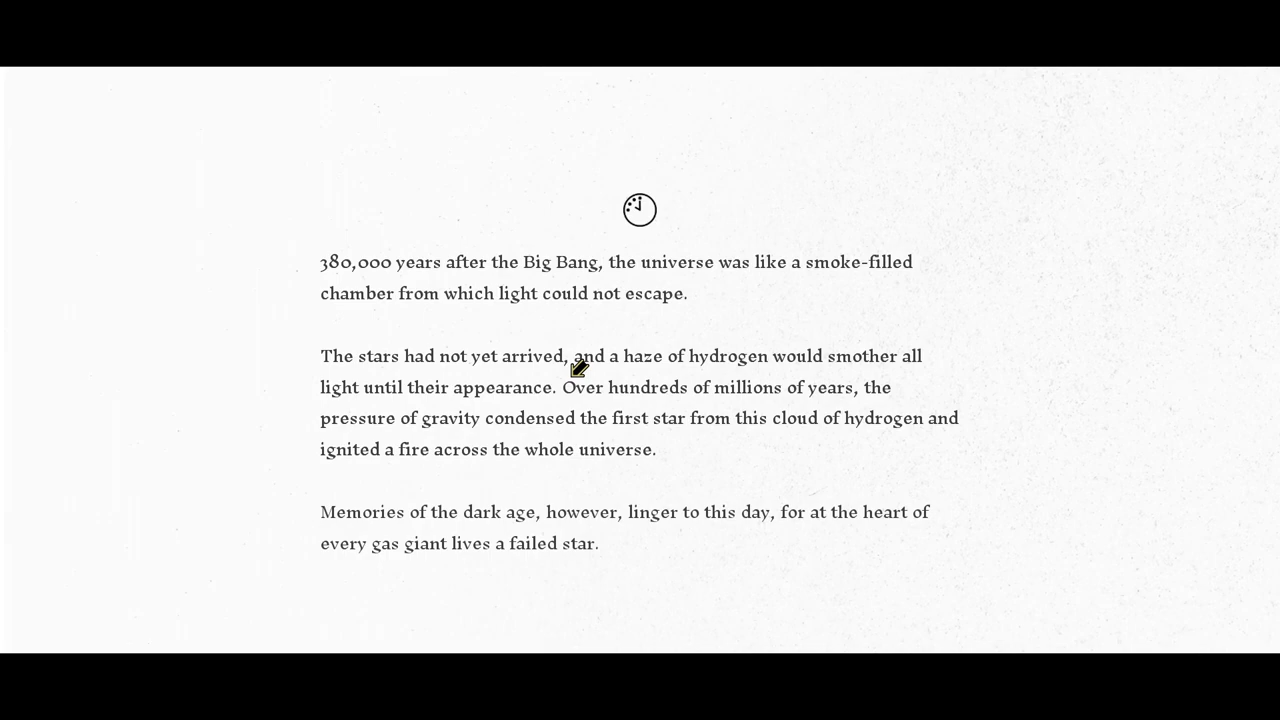 380,000 years after the Big Bang, the universe was like a smoke-filled
chamber from which light could not escape.
The stars had not yet arrived, and a haze of hydrogen would smother all
light until their appearance. Over hundreds of millions of years, the
pressure of gravity condensed the first star from this cloud of hydrogen and
ignited a fire across the whole universe.
Memories of the dark age, however, linger to this day, for at the heart of
every gas giant lives a failed star.